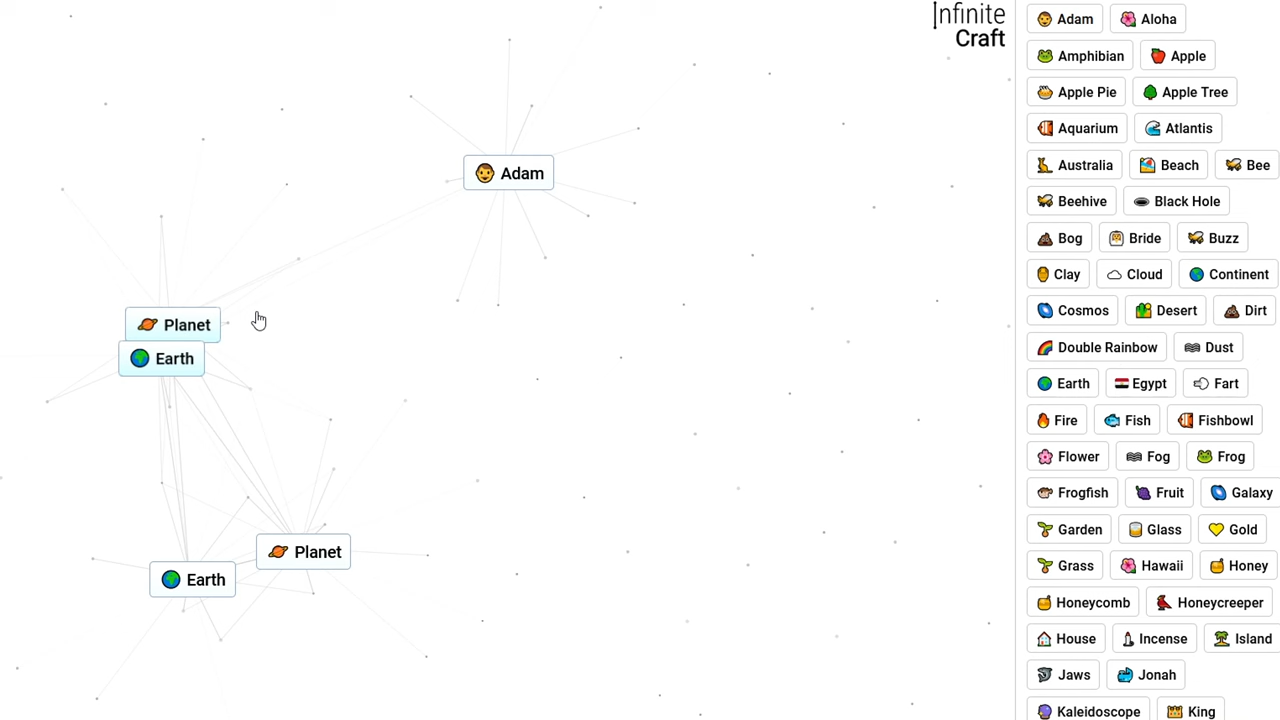 Infinite
Craft
Adam
Planet
Earth
Planet
Earth
Adam Aloha
Amphibian Apple
Apple Pie Apple Tree
Aquarium Atlantis
Australia Beach Bee
Beehive Black Hole
Bog Bride Buzz
Clay Cloud Continent
Cosmos Desert Dirt
Double Rainbow Dust
Earth Egypt Fart
Fire Fish Fishbowl
Flower Fog Frog
Frogfish Fruit Galaxy
Garden Glass Gold
Grass Hawaii Honey
Honeycomb Honeycreeper
House Incense Island
Jaws Jonah
Kaleidoscope King